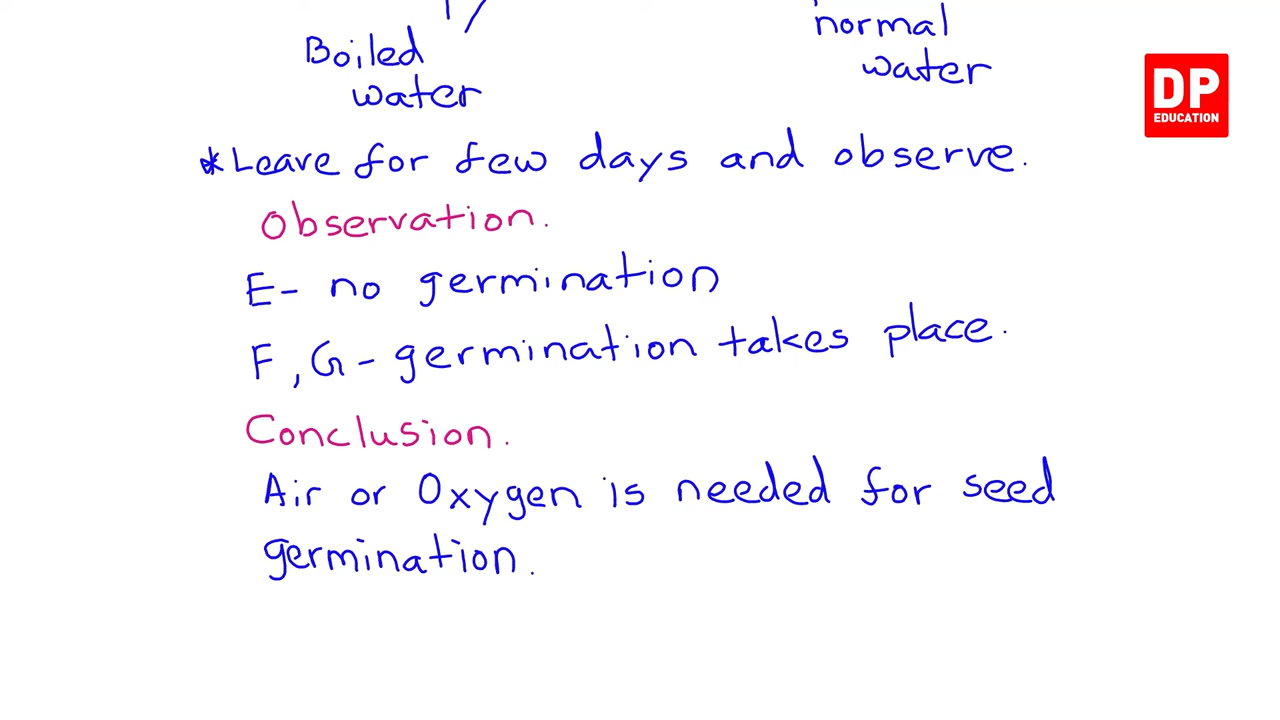 Boiled
water
normal
water
DP
EDUCATION
*Leave for few days and observe.
Observation.
E- no germination
F, G - germination takes place.
Conclusion.
Air or Oxygen is needed for seed
germination.